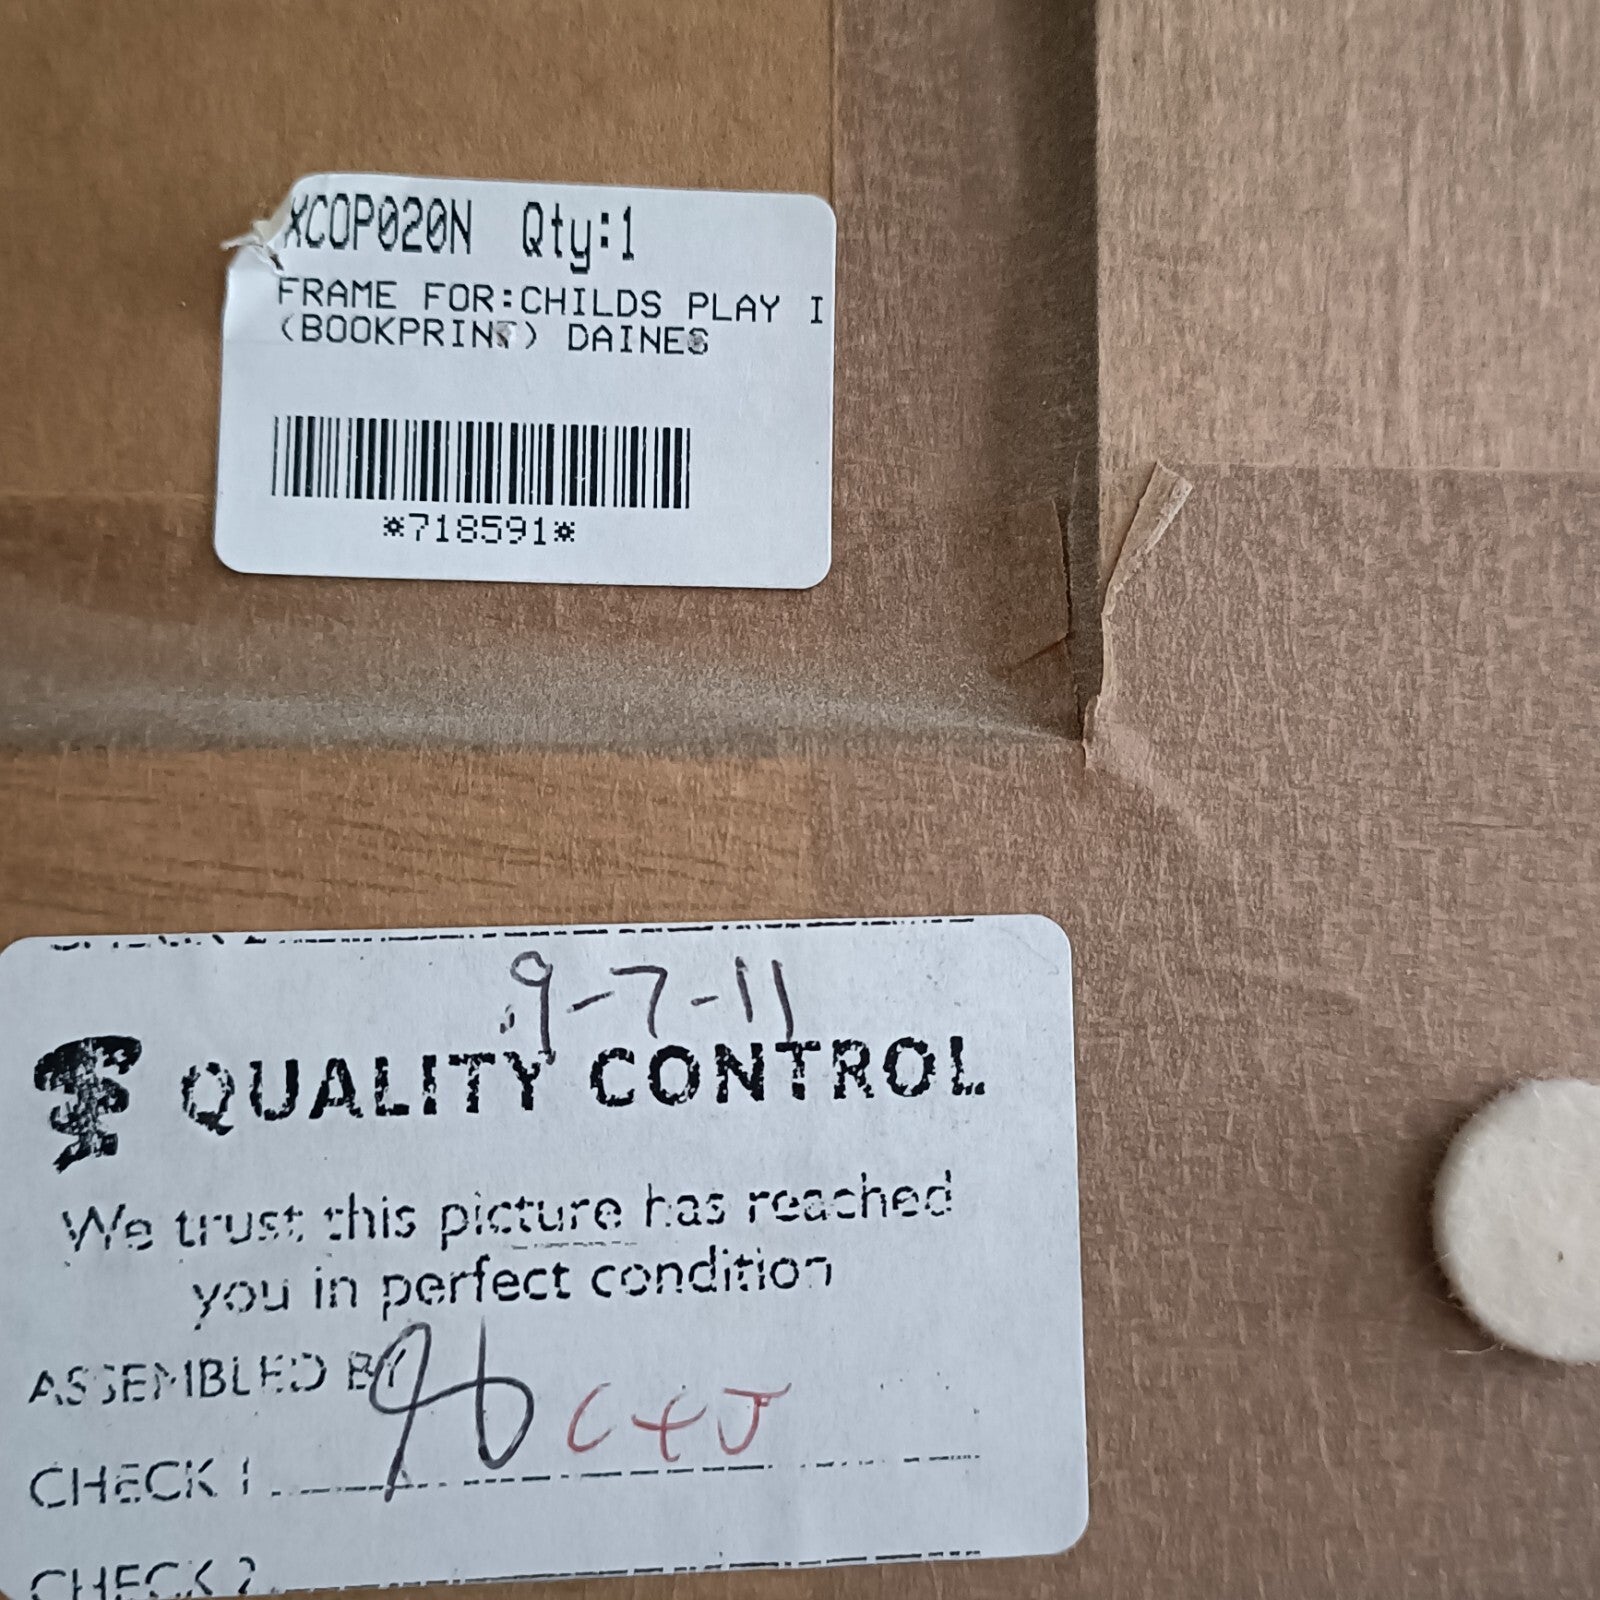 XCOP020N Qty:1
FRAME FOR:CHILDS PLAY I
(BOOKPRINT) DAINES
*718591*
9-7-11
QUALITY CONTROL
We trust this picture has reached
you in perfect condition
ASSEMBLED BY
C+J
CHECK 1
CHECK 2